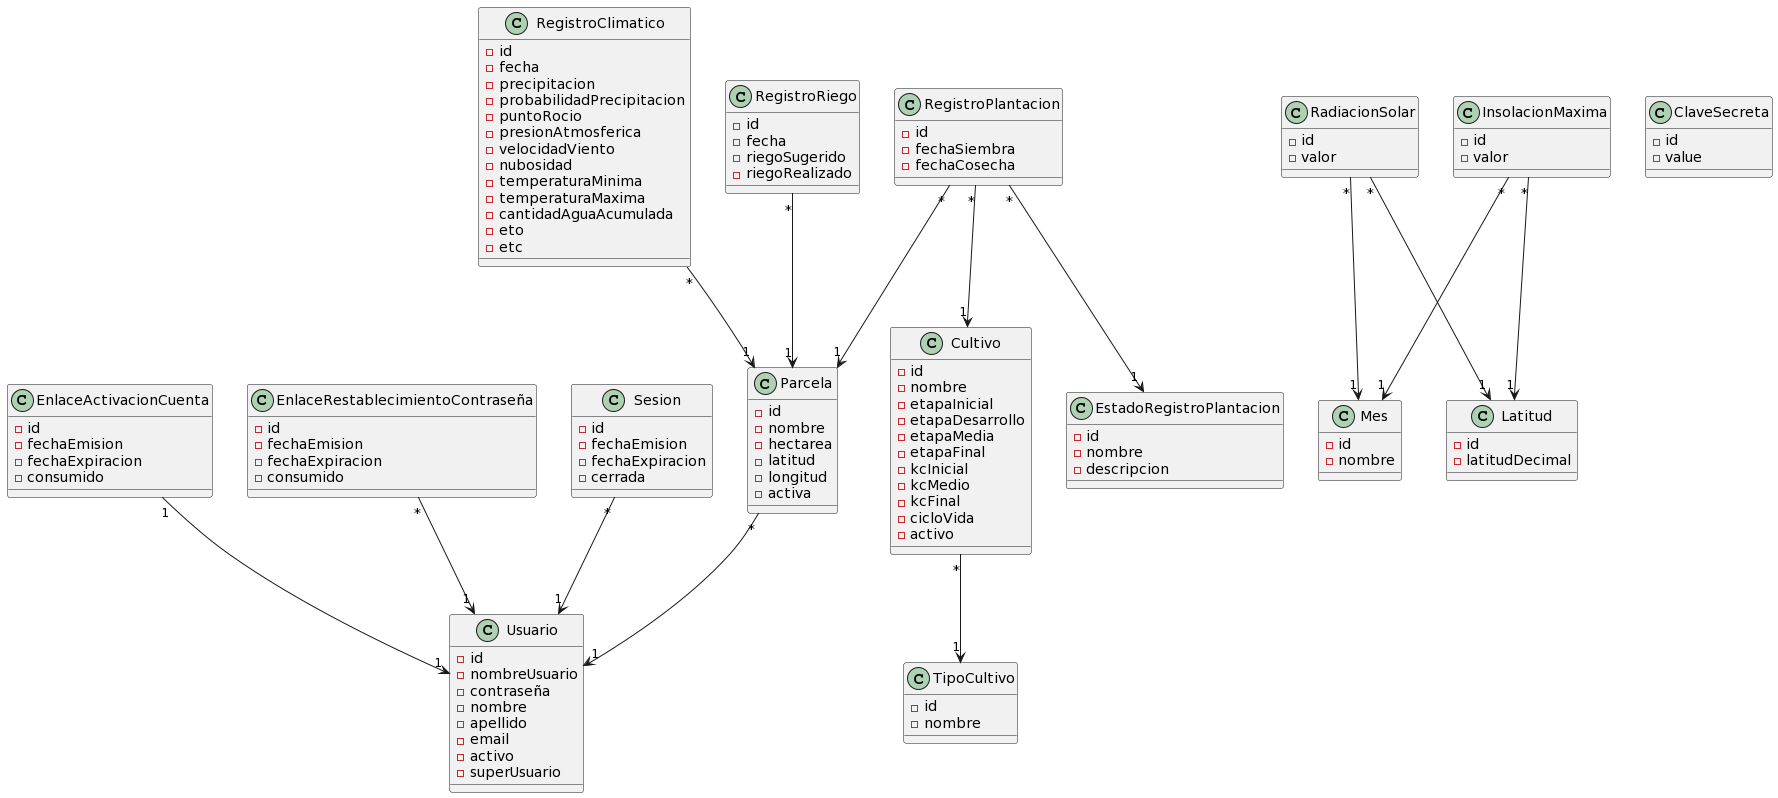 C RegistroClimatico
id
fecha
precipitacion
probabilidadPrecipitacion
puntoRocio
presionAtmosferica
velocidadViento
nubosidad
temperaturaMinima
temperaturaMaxima
cantidadAguaAcumulada
eto
etc
C RegistroRiego
id
fecha
riegoSugerido
riegoRealizado
C RegistroPlantacion
id
fechaSiembra
fechaCosecha
C RadiacionSolar
id
valor
C InsolacionMaxima
id
valor
C ClaveSecreta
id
value
* * * * * * * * * *
1 1 1 1 1 1 1 1 1 1
C EnlaceActivacionCuenta
id
fechaEmision
fechaExpiracion
consumido
C EnlaceRestablecimientoContraseña
id
fechaEmision
fechaExpiracion
consumido
C Sesion
id
fechaEmision
fechaExpiracion
cerrada
C Parcela
id
nombre
hectarea
latitud
longitud
activa
C Cultivo
id
nombre
etapaInicial
etapaDesarrollo
etapaMedia
etapaFinal
kcInicial
kcMedio
kcFinal
cicloVida
activo
C EstadoRegistroPlantacion
id
nombre
descripcion
C Mes
id
nombre
C Latitud
id
latitudDecimal
1 * * * *
1 1 1 1 1
C Usuario
id
nombreUsuario
contraseña
nombre
apellido
email
activo
superUsuario
C TipoCultivo
id
nombre